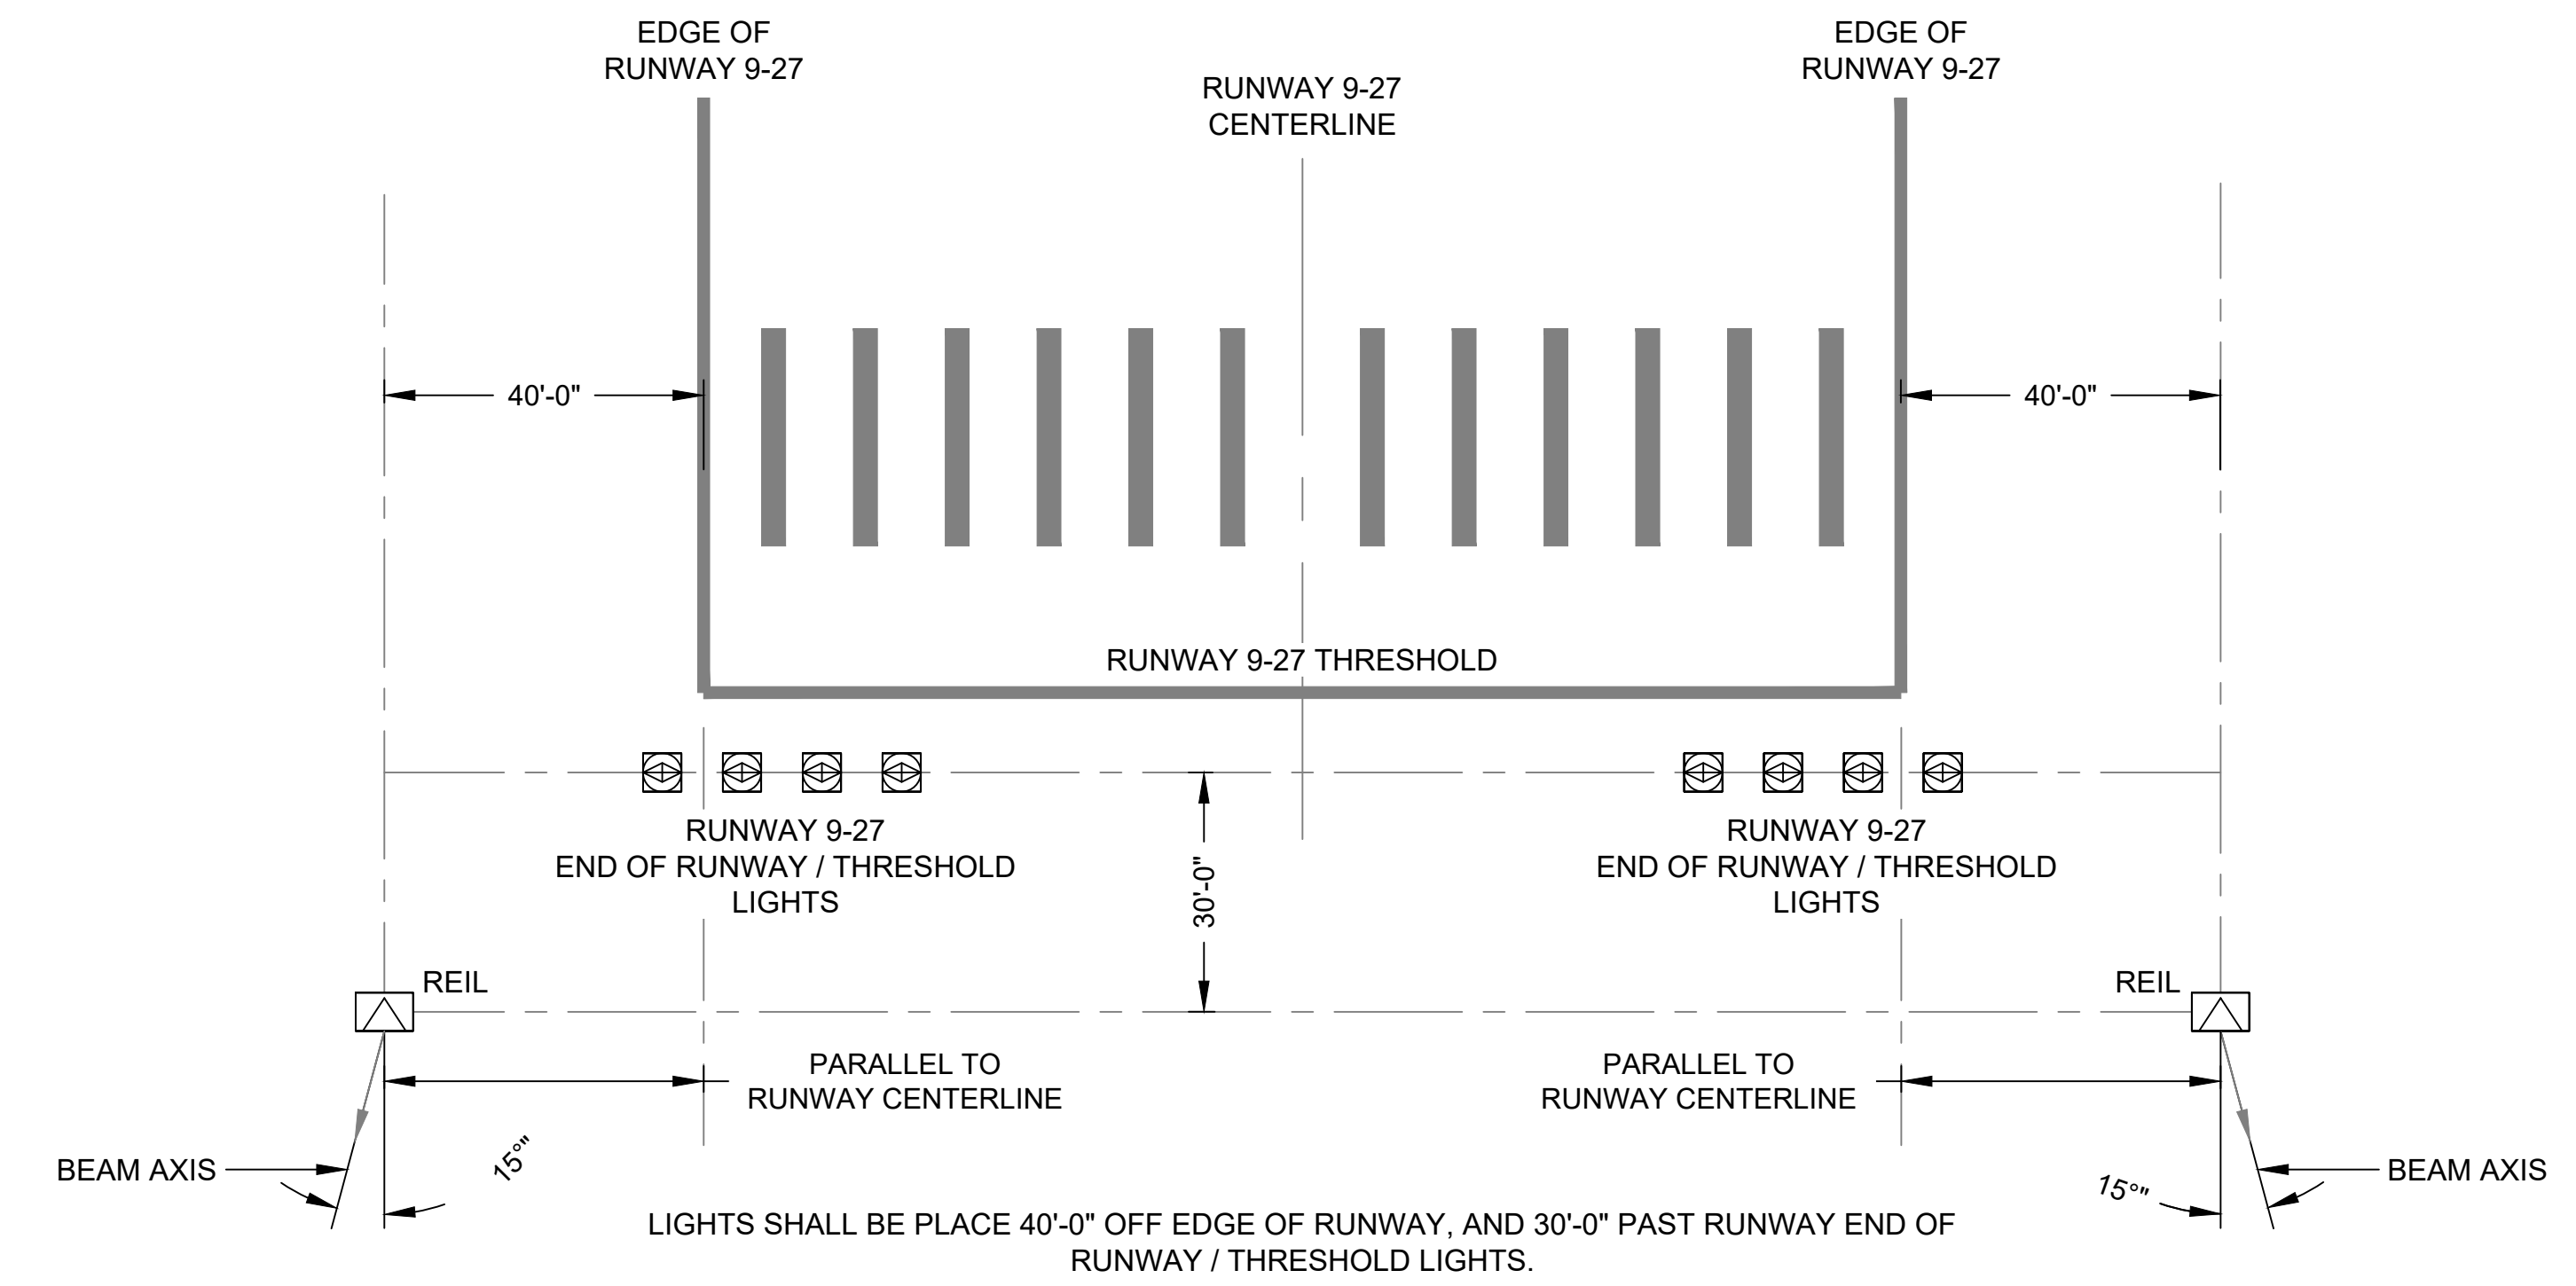 EDGE OF
RUNWAY 9-27
EDGE OF
RUNWAY 9-27
RUNWAY 9-27
CENTERLINE
40'-0"
40'-0"
RUNWAY 9-27 THRESHOLD
RUNWAY 9-27
END OF RUNWAY / THRESHOLD
LIGHTS
RUNWAY 9-27
END OF RUNWAY / THRESHOLD
LIGHTS
30'-0"
REIL
REIL
PARALLEL TO
RUNWAY CENTERLINE
PARALLEL TO
RUNWAY CENTERLINE
BEAM AXIS
15°"
15°"
BEAM AXIS
LIGHTS SHALL BE PLACE 40'-0" OFF EDGE OF RUNWAY, AND 30'-0" PAST RUNWAY END OF
RUNWAY / THRESHOLD LIGHTS.